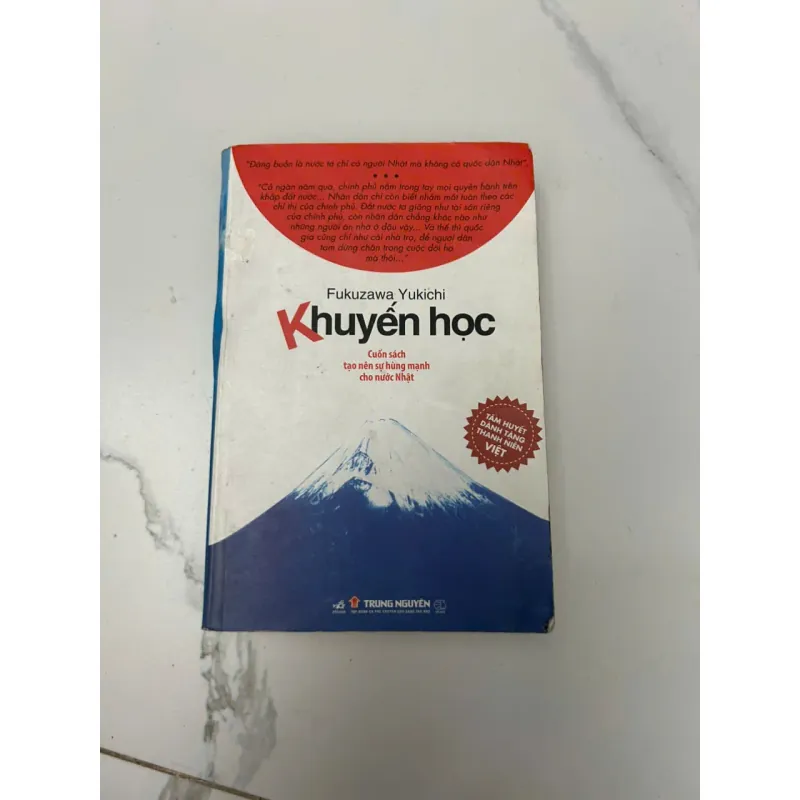 "Đáng buồn là nước ta chỉ có người Nhật mà không có quốc dân Nhật".
• • •
"Cả ngàn năm qua, chính phủ nắm trong tay mọi quyền hành trên
khắp đất nước... Nhân dân chỉ còn biết nhắm mắt tuân theo các
chỉ thị của chính phủ. Đất nước ta giống như tài sản riêng
của chính phủ, còn nhân dân chẳng khác nào như
những người ăn nhờ ở đậu vậy... Và thế thì quốc
gia cũng chỉ như cái nhà trọ, để người dân
tạm dừng chân trong cuộc đời họ
mà thôi..."
Fukuzawa Yukichi
Khuyến học
Cuốn sách
tạo nên sự hùng mạnh
cho nước Nhật
TÂM HUYẾT
DÀNH TẶNG
THANH NIÊN
VIỆT
TRUNG NGUYÊN